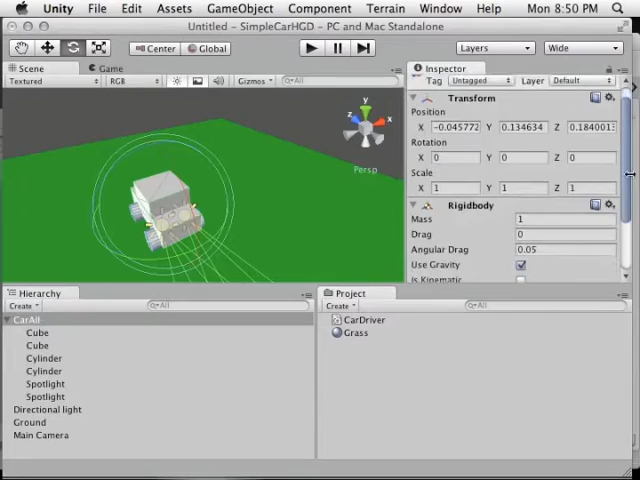 Unity File Edit Assets GameObject Component Terrain Window Help Mon 8:50 PM
Untitled - SimpleCarHGD - PC and Mac Standalone
Center Global Layers Wide
Scene Game
Textured RGB Gizmos All
y
z x
Persp
Inspector
Tag Untagged Layer Default
Transform
Position
X -0.045772 Y 0.134634 Z 0.184001
Rotation
X 0 Y 0 Z 0
Scale
X 1 Y 1 Z 1
Rigidbody
Mass 1
Drag 0
Angular Drag 0.05
Use Gravity
Is Kinematic
Hierarchy
Create All
CarAll
Cube
Cube
Cylinder
Cylinder
Spotlight
Spotlight
Directional light
Ground
Main Camera
Project
Create All
CarDriver
Grass